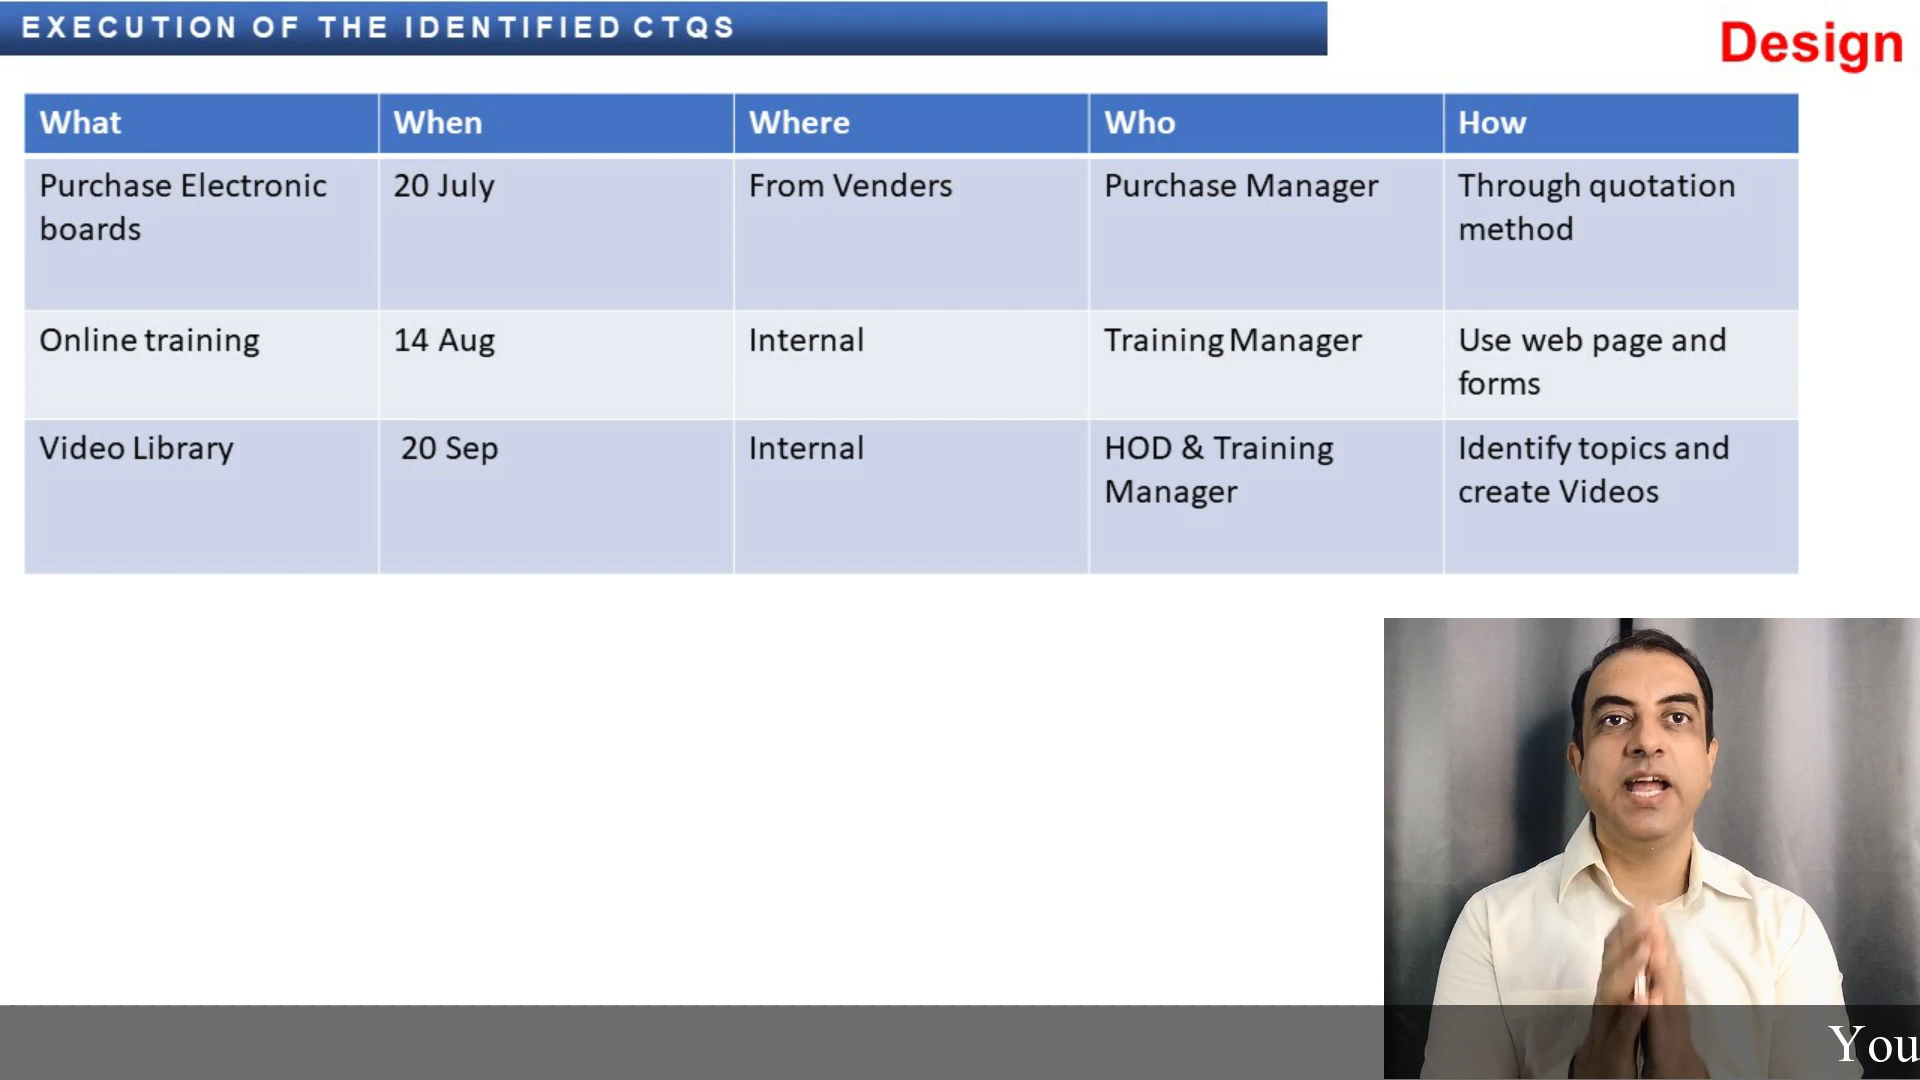 EXECUTION OF THE IDENTIFIED CTQS
Design
What When Where Who How
Purchase Electronic 20 July From Venders Purchase Manager Through quotation
boards method
Online training 14 Aug Internal Training Manager Use web page and
forms
Video Library 20 Sep Internal HOD & Training Identify topics and
Manager create Videos
You